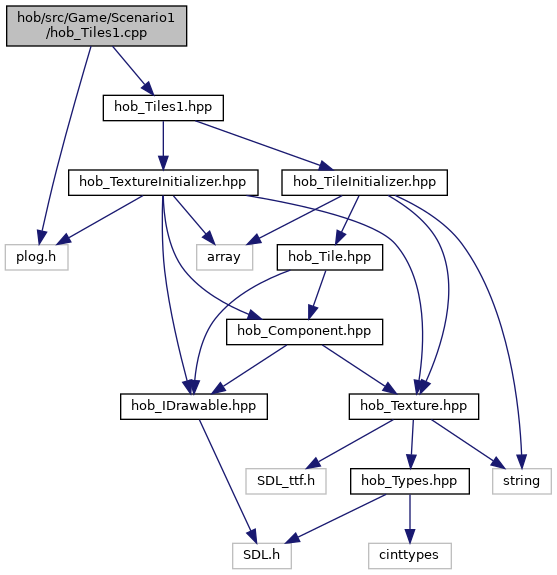 hob/src/Game/Scenario1
/hob_Tiles1.cpp
hob_Tiles1.hpp
hob_TextureInitializer.hpp
hob_TileInitializer.hpp
plog.h
array
hob_Tile.hpp
hob_Component.hpp
hob_IDrawable.hpp
hob_Texture.hpp
SDL_ttf.h
hob_Types.hpp
string
SDL.h
cinttypes